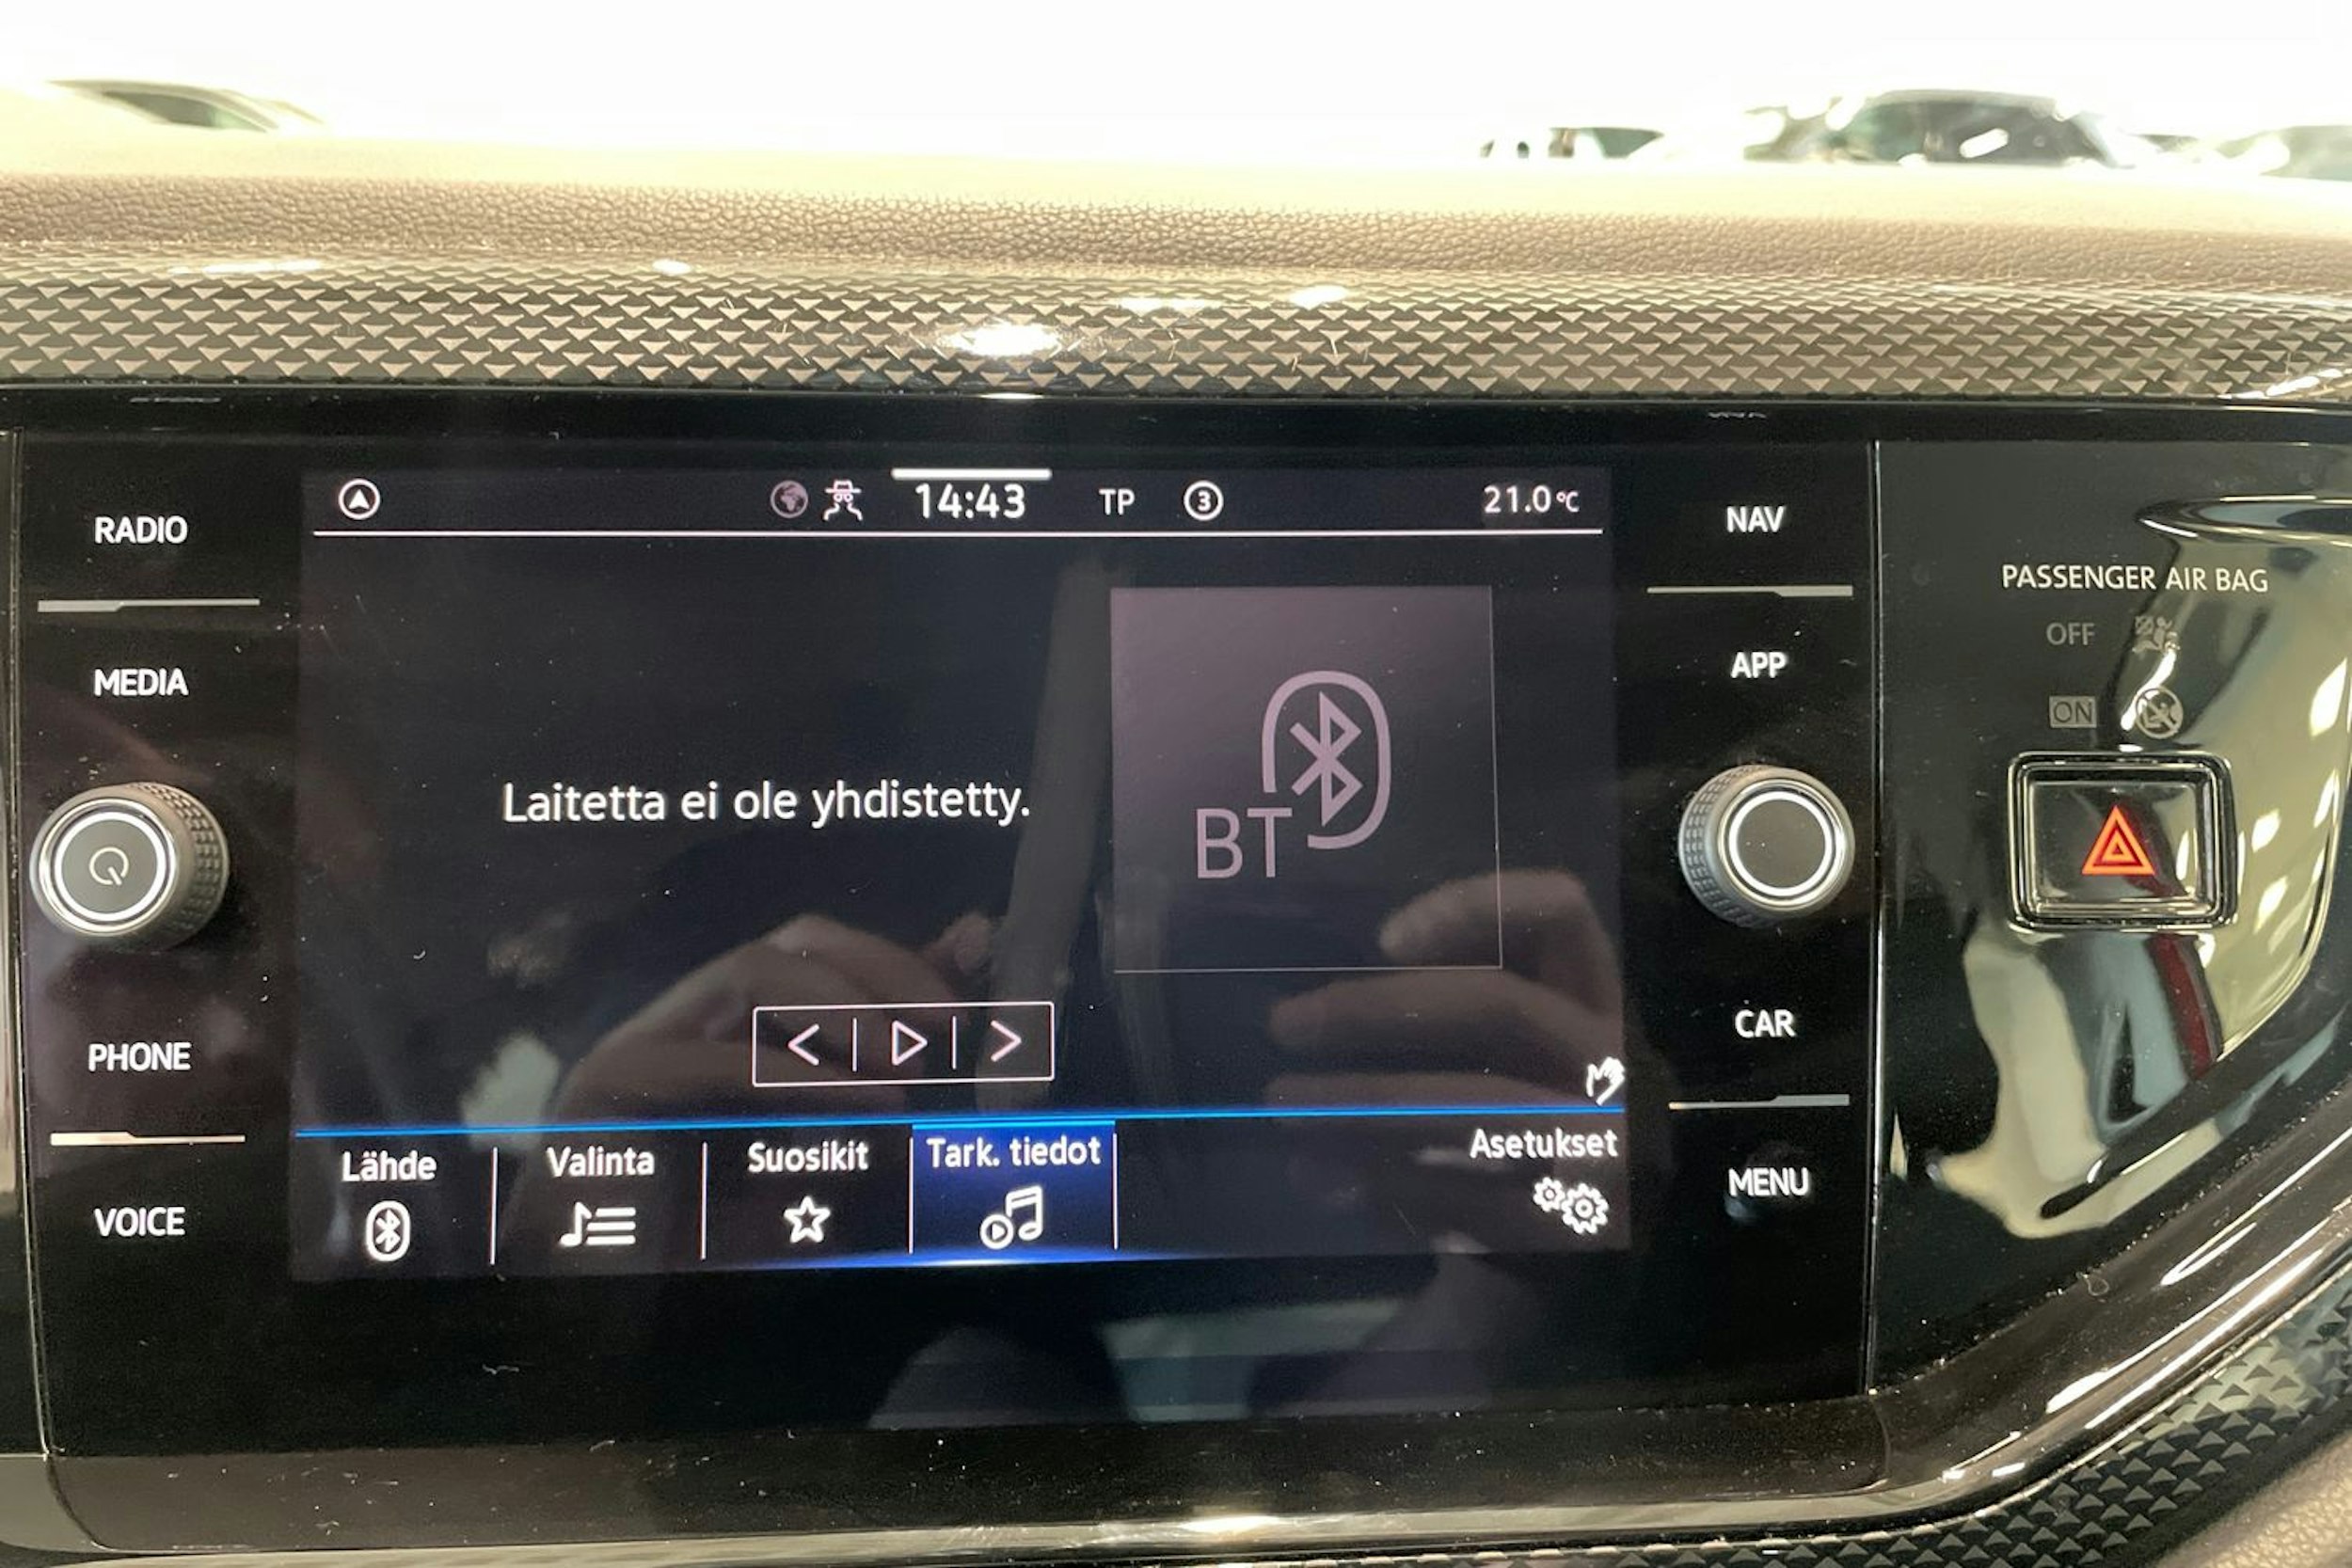 14:43 TP 3 21.0°C
RADIO
MEDIA
PHONE
VOICE
Laitetta ei ole yhdistetty.
BT
Lähde
Valinta
Suosikit
Tark. tiedot
Asetukset
NAV
APP
CAR
MENU
PASSENGER AIR BAG
OFF
ON